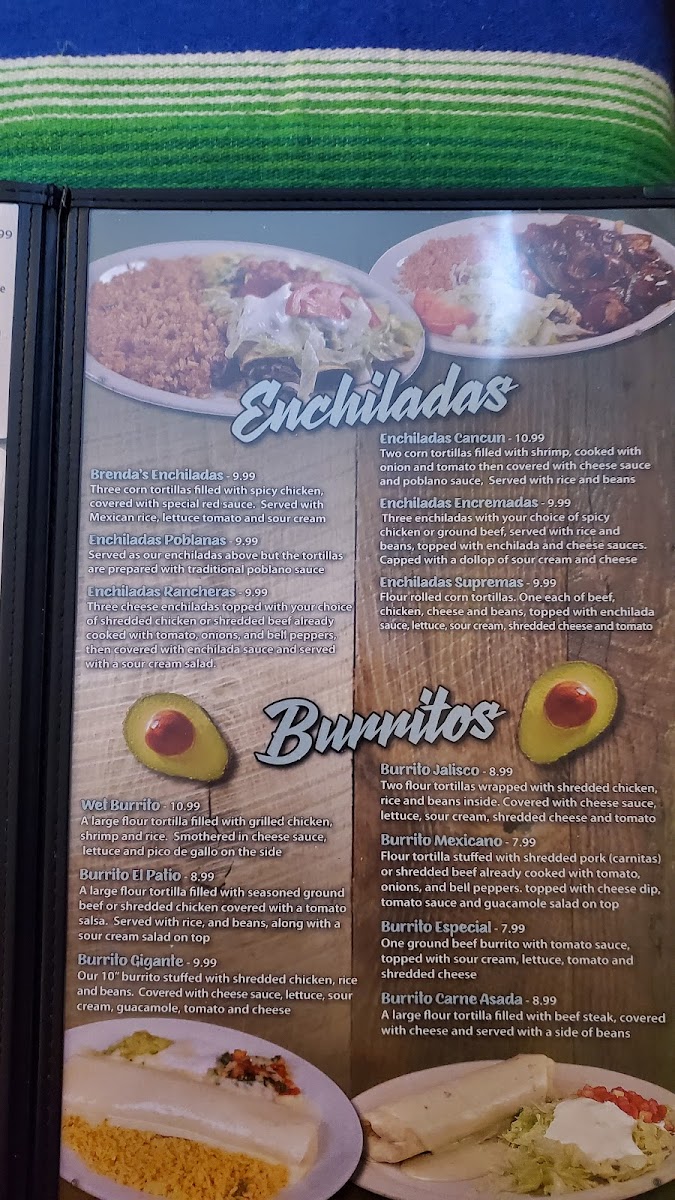 99
e
Enchiladas
Brenda's Enchiladas - 9.99
Three corn tortillas filled with spicy chicken,
covered with special red sauce. Served with
Mexican rice, lettuce tomato and sour cream
Enchiladas Poblanas - 9.99
Served as our enchiladas above but the tortillas
are prepared with traditional poblano sauce
Enchiladas Rancheras - 9.99
Three cheese enchiladas topped with your choice
of shredded chicken or shredded beef already
cooked with tomato, onions, and bell peppers,
then covered with enchilada sauce and served
with a sour cream salad.
Enchiladas Cancun - 10.99
Two corn tortillas filled with shrimp, cooked with
onion and tomato then covered with cheese sauce
and poblano sauce, Served with rice and beans
Enchiladas Encremadas - 9.99
Three enchiladas with your choice of spicy
chicken or ground beef, served with rice and
beans, topped with enchilada and cheese sauces.
Capped with a dollop of sour cream and cheese
Enchiladas Supremas - 9.99
Flour rolled corn tortillas. One each of beef,
chicken, cheese and beans, topped with enchilada
sauce, lettuce, sour cream, shredded cheese and tomato
Burritos
Wet Burrito - 10.99
A large flour tortilla filled with grilled chicken,
shrimp and rice. Smothered in cheese sauce,
lettuce and pico de gallo on the side
Burrito El Patio - 8.99
A large flour tortilla filled with seasoned ground
beef or shredded chicken covered with a tomato
salsa. Served with rice, and beans, along with a
sour cream salad on top
Burrito Gigante - 9.99
Our 10" burrito stuffed with shredded chicken, rice
and beans. Covered with cheese sauce, lettuce, sour
cream, guacamole, tomato and cheese
Burrito Jalisco - 8.99
Two flour tortillas wrapped with shredded chicken,
rice and beans inside. Covered with cheese sauce,
lettuce, sour cream, shredded cheese and tomato
Burrito Mexicano - 7.99
Flour tortilla stuffed with shredded pork (carnitas)
or shredded beef already cooked with tomato,
onions, and bell peppers. topped with cheese dip,
tomato sauce and guacamole salad on top
Burrito Especial - 7.99
One ground beef burrito with tomato sauce,
topped with sour cream, lettuce, tomato and
shredded cheese
Burrito Carne Asada - 8.99
A large flour tortilla filled with beef steak, covered
with cheese and served with a side of beans